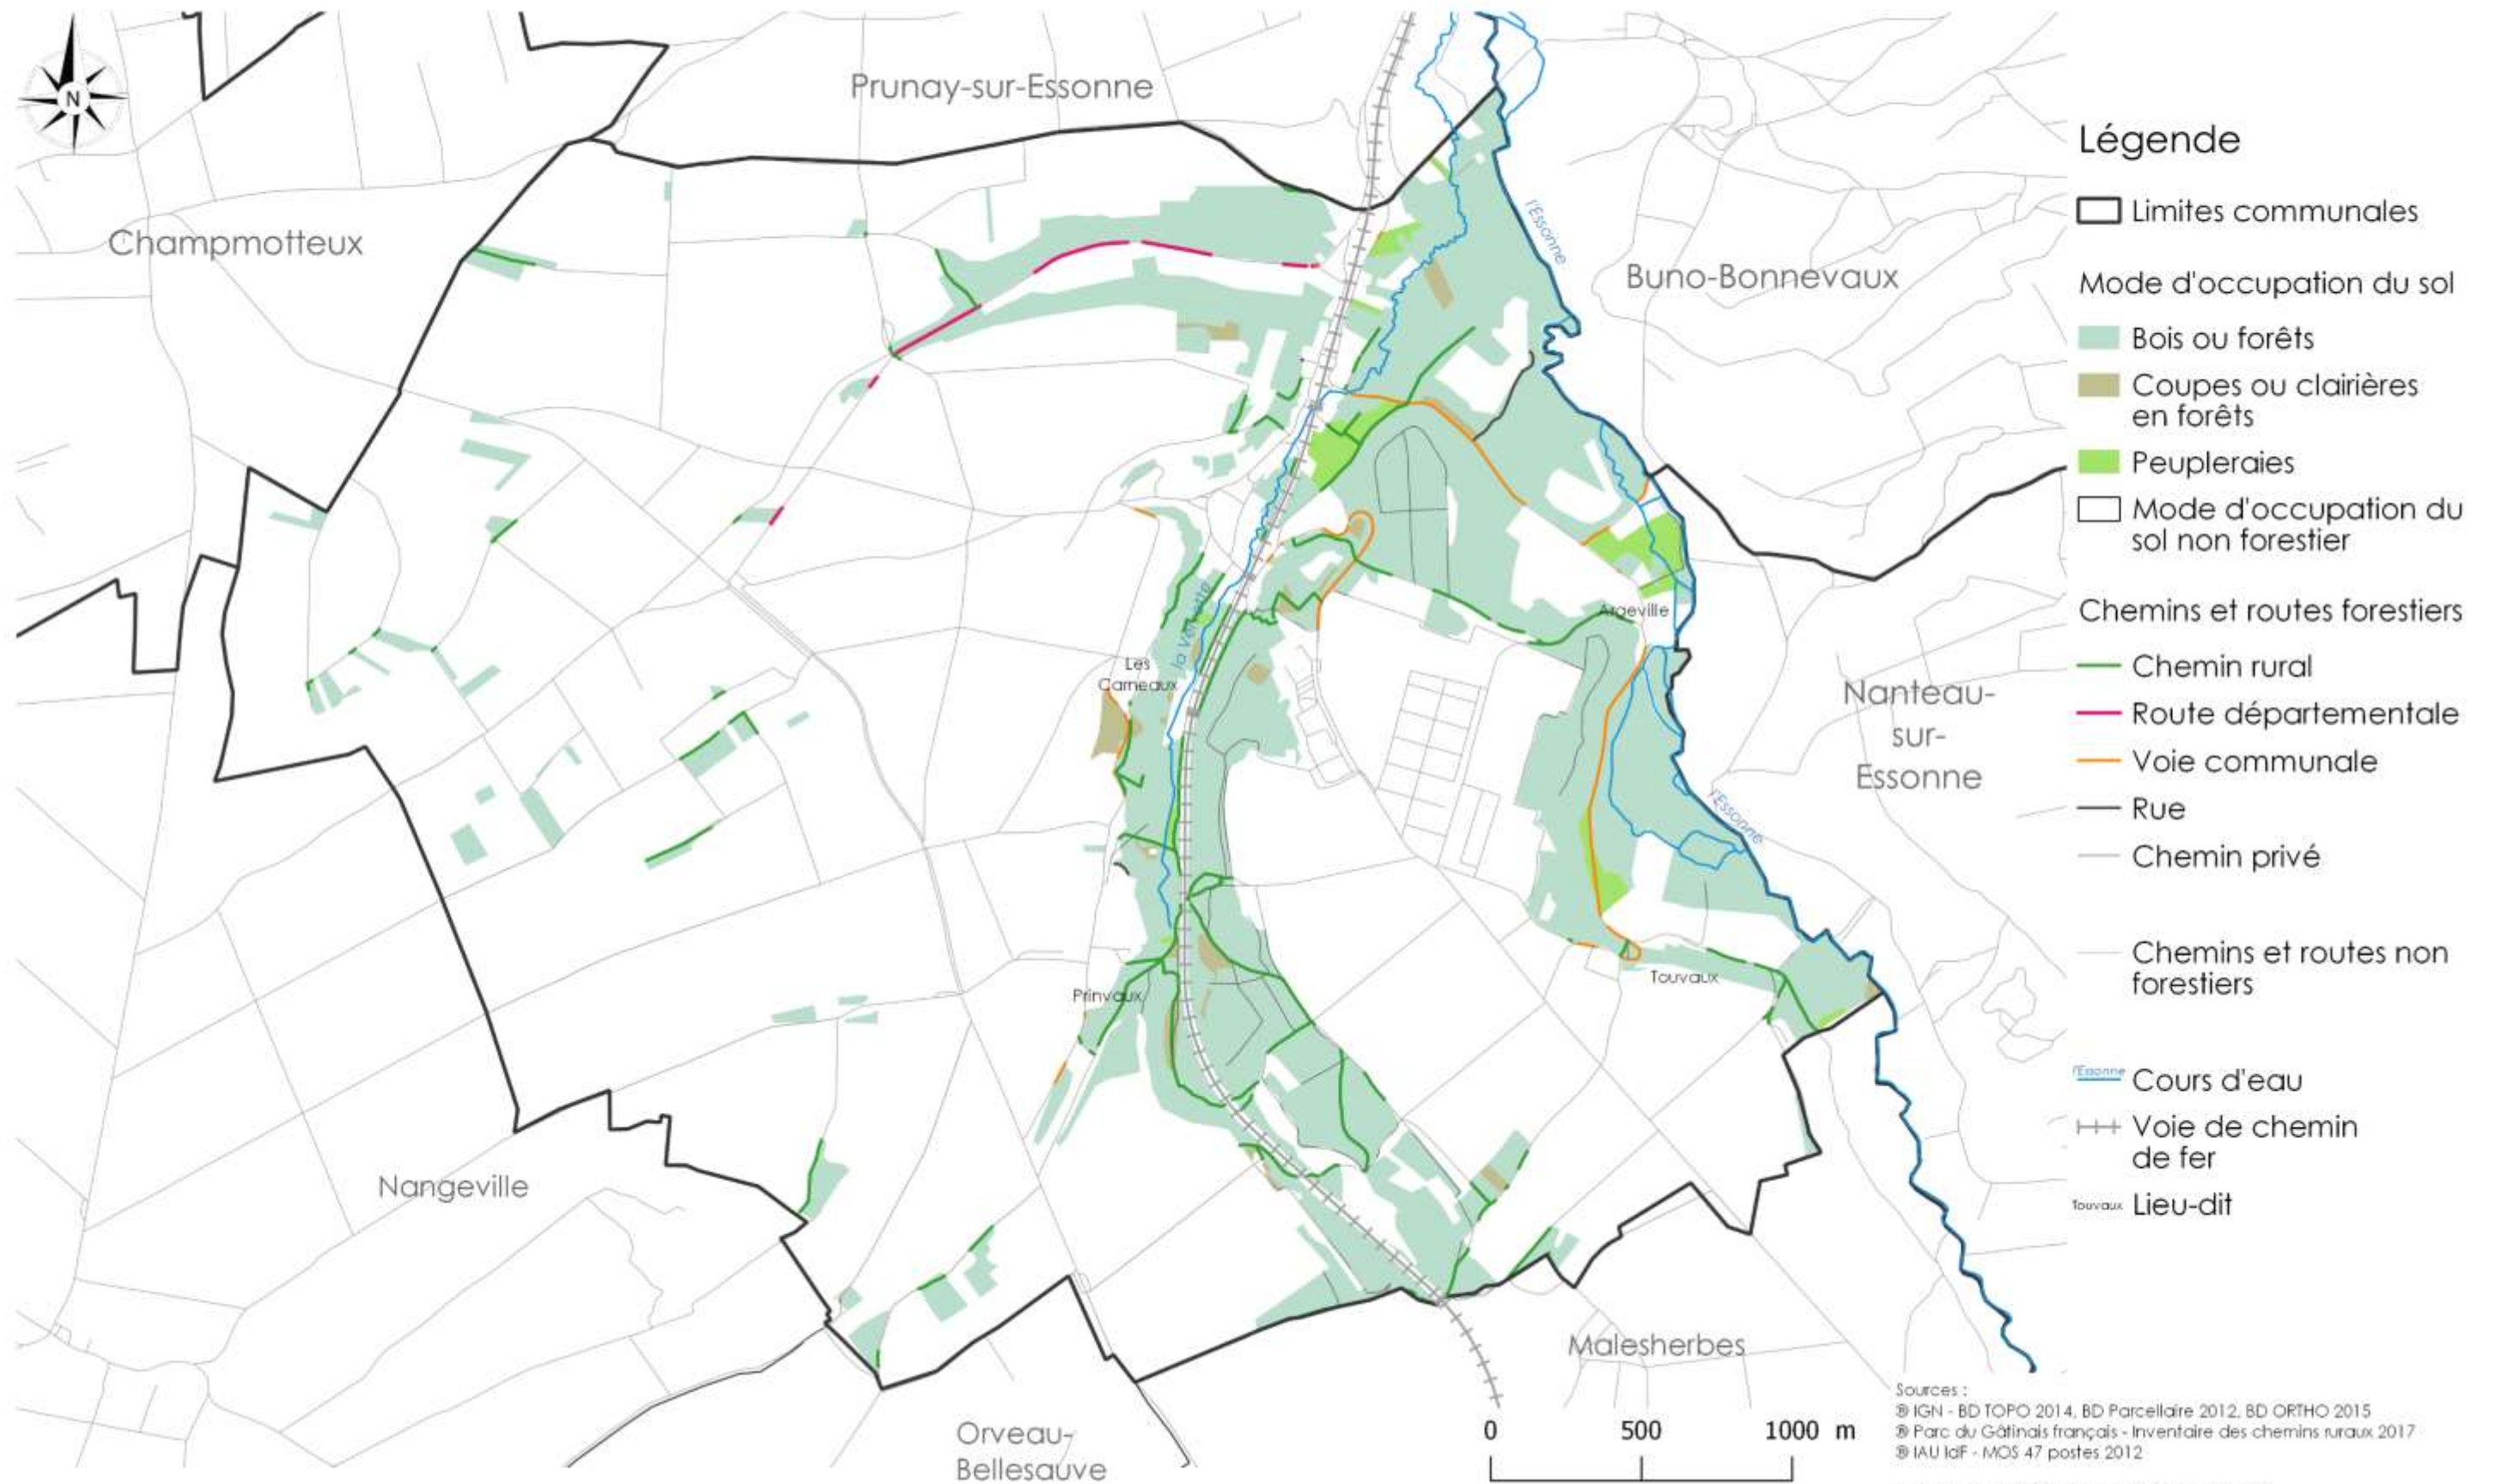 N
Prunay-sur-Essonne
Champmotteux
l'Essonne
Buno-Bonnevaux
Argeville
la Velvette
Les
Carneaux
Nanteau-
sur-
Essonne
l'Essonne
Prinvaux
Touvaux
Nangeville
Malesherbes
Orveau-
Bellesauve
Légende
Limites communales
Mode d'occupation du sol
Bois ou forêts
Coupes ou clairières
en forêts
Peupleraies
Mode d'occupation du
sol non forestier
Chemins et routes forestiers
Chemin rural
Route départementale
Voie communale
Rue
Chemin privé
Chemins et routes non
forestiers
l'Essonne Cours d'eau
Voie de chemin
de fer
Touvaux Lieu-dit
0 500 1000 m
Sources :
® IGN - BD TOPO 2014, BD Parcellaire 2012, BD ORTHO 2015
® Parc du Gâtinais français - Inventaire des chemins ruraux 2017
® IAU IdF - MOS 47 postes 2012